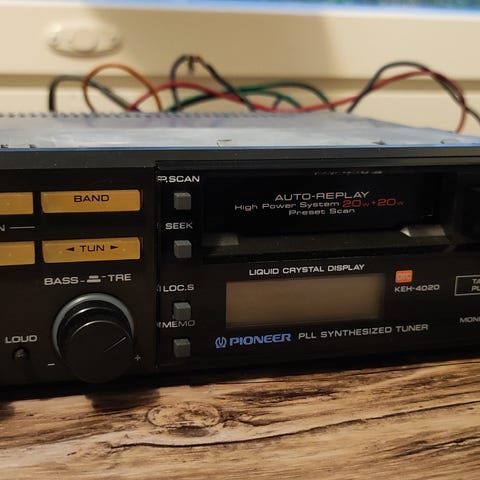 P.SCAN
AUTO-REPLAY
High Power System 20w+20w
Preset Scan
BAND
SEEK
TUN
LIQUID CRYSTAL DISPLAY
BASS TRE
LOC.S
KEH-4020
MEMO
PIONEER PLL SYNTHESIZED TUNER
LOUD
- +